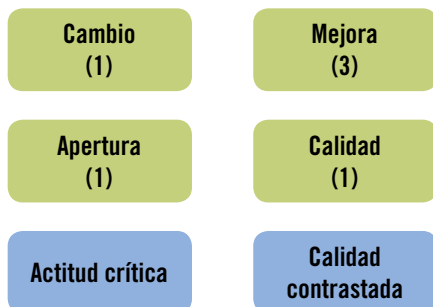 Cambio
(1)
Mejora
(3)
Apertura
(1)
Calidad
(1)
Actitud crítica
Calidad
contrastada